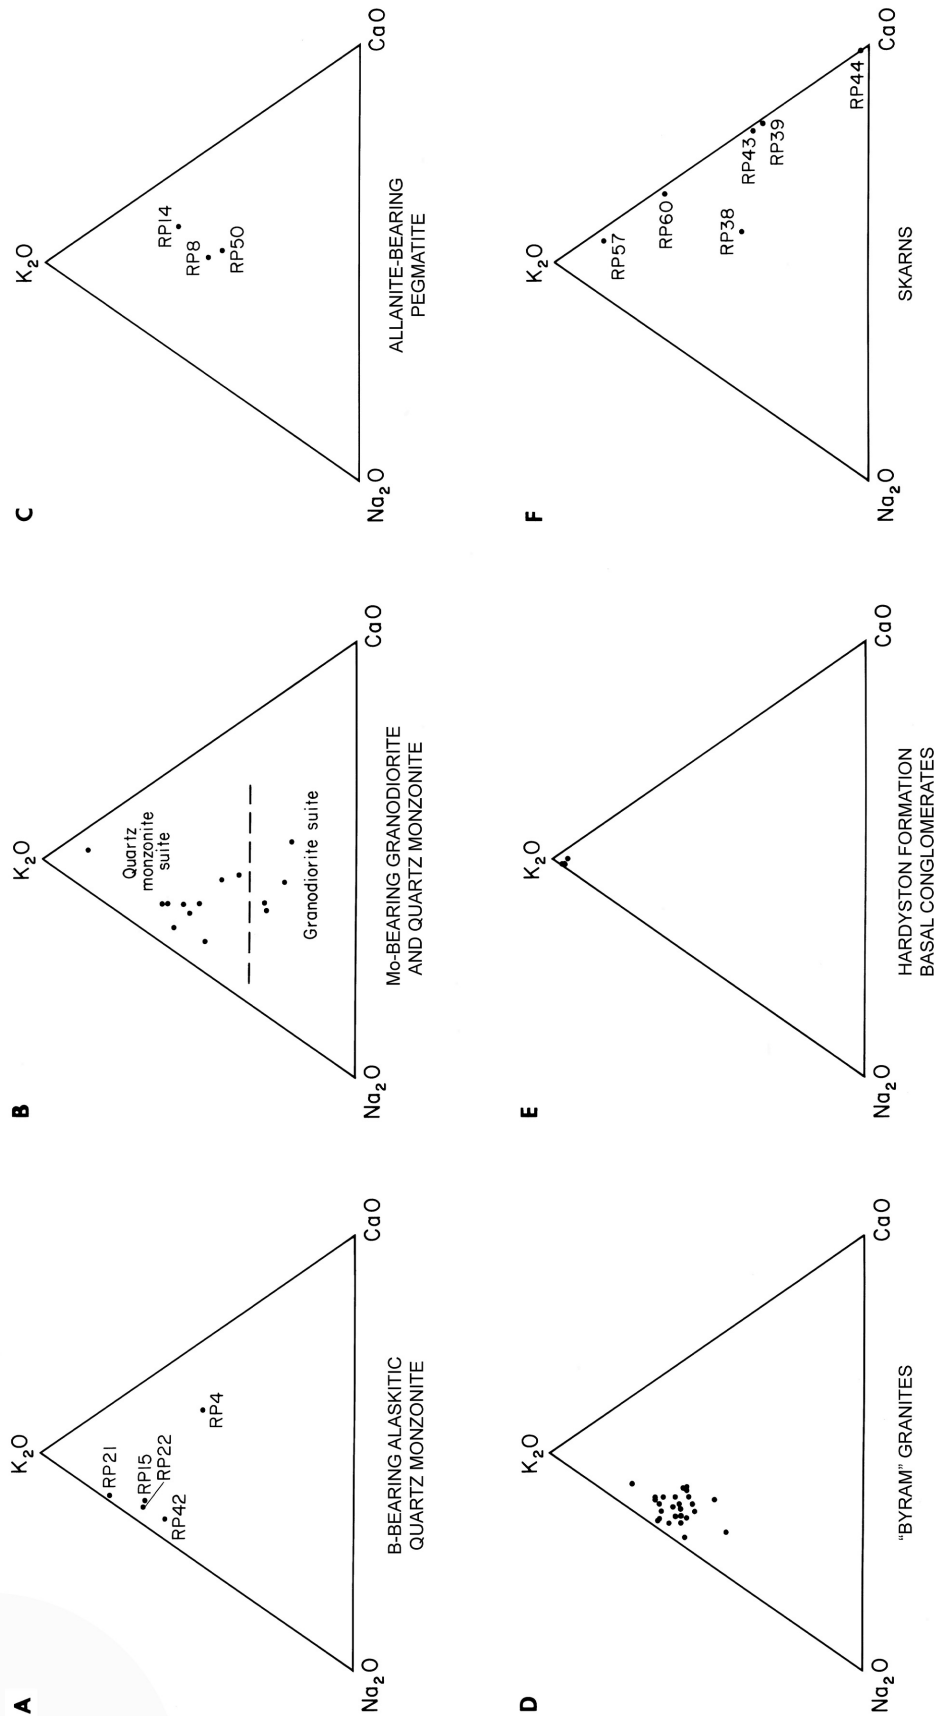 A
K₂O
RP21
RP15
RP22
RP42
RP4
Na₂O
CaO
B-BEARING ALASKITIC
QUARTZ MONZONITE
B
K₂O
Quartz
monzonite
suite
Granodiorite suite
Na₂O
CaO
Mo-BEARING GRANODIORITE
AND QUARTZ MONZONITE
C
K₂O
RP14
RP8
RP50
Na₂O
CaO
ALLANITE-BEARING
PEGMATITE
D
K₂O
Na₂O
CaO
“BYRAM” GRANITES
E
K₂O
Na₂O
CaO
HARDYSTON FORMATION
BASAL CONGLOMERATES
F
K₂O
RP57
RP60
RP38
RP43
RP39
RP44
Na₂O
CaO
SKARNS